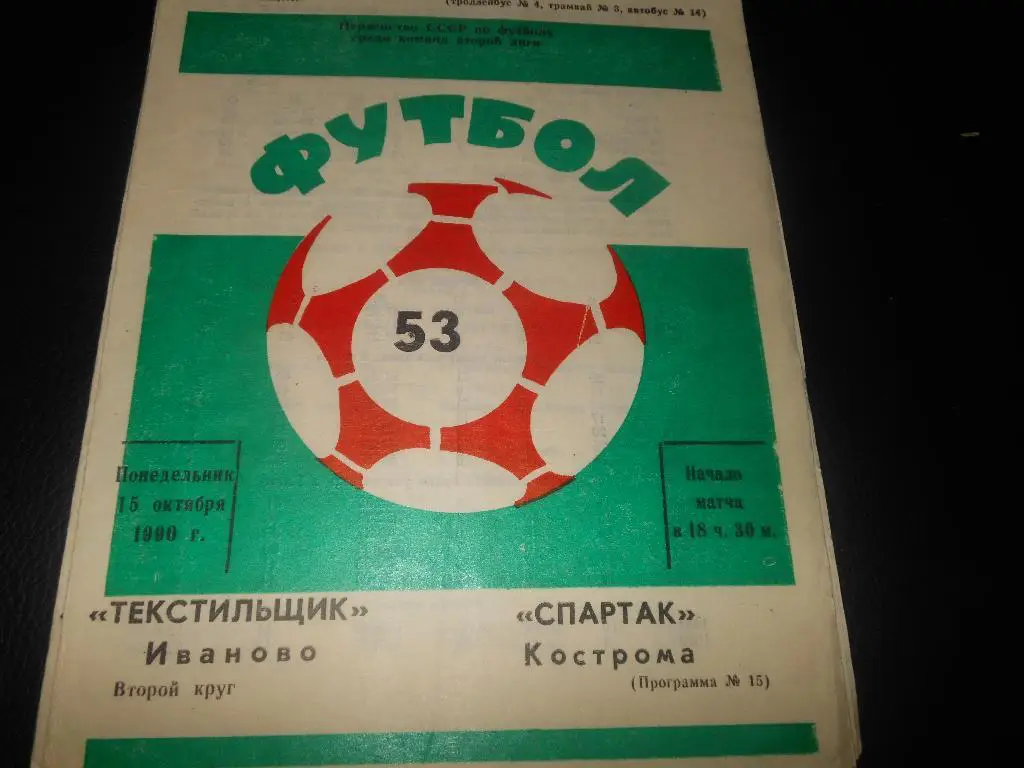 (троллейбус № 4, трамвай № 3, автобус № 14)
Первенство СССР по футболу
среди команд второй лиги
ФУТБОЛ
53
Понедельник
15 октября
1990 г.
Начало
матча
в 18 ч. 30 м.
«ТЕКСТИЛЬЩИК»
Иваново
Второй круг
«СПАРТАК»
Кострома
(Программа № 15)